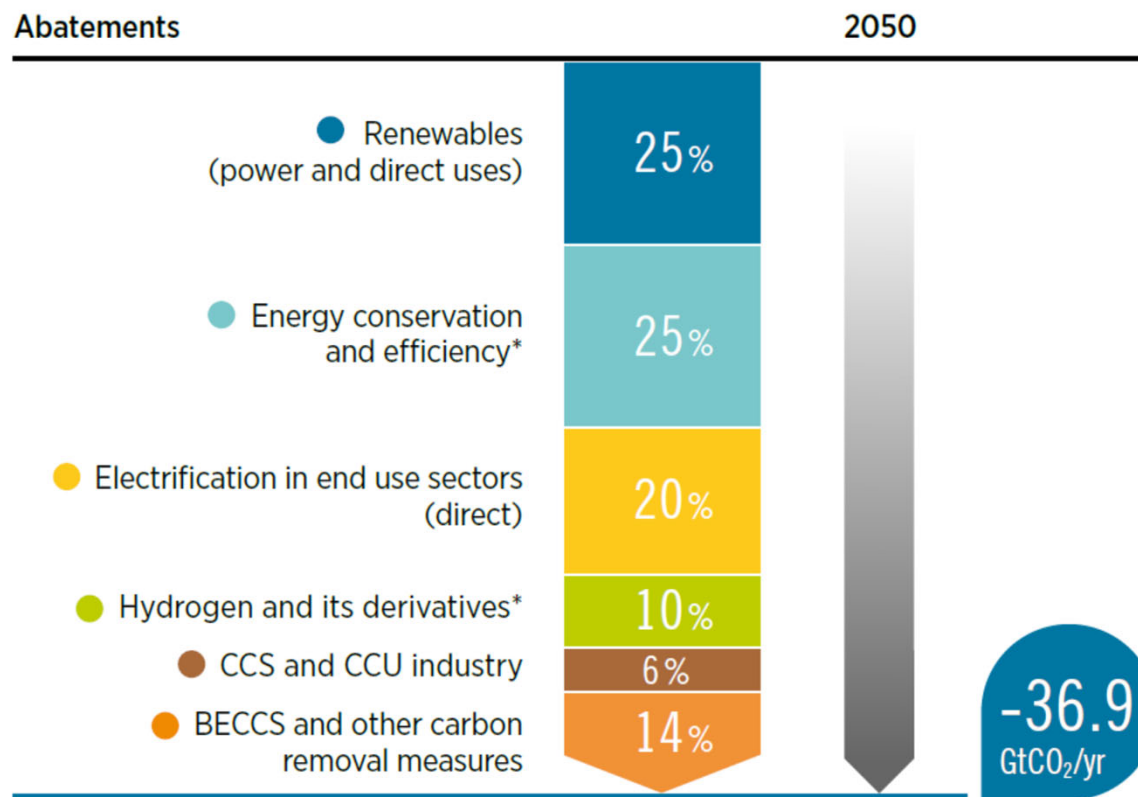 Abatements 2050
Renewables
(power and direct uses)
25%
Energy conservation
and efficiency*
25%
Electrification in end use sectors
(direct)
20%
Hydrogen and its derivatives*
10%
CCS and CCU industry
6%
BECCS and other carbon
removal measures
14%
-36.9
GtCO₂/yr